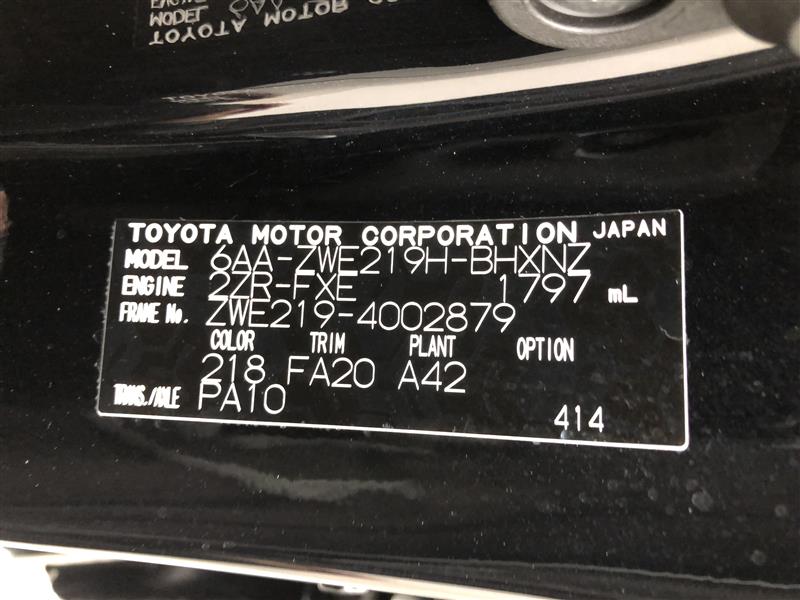 TOYOTA MOTOR CORPORATION JAPAN
MODEL 6AA-ZWE219H-BHXNZ
ENGINE 2ZR-FXE 1797 mL
FRAME No. ZWE219-4002879
COLOR TRIM PLANT OPTION
218 FA20 A42
TRANS./AXLE PA10
414